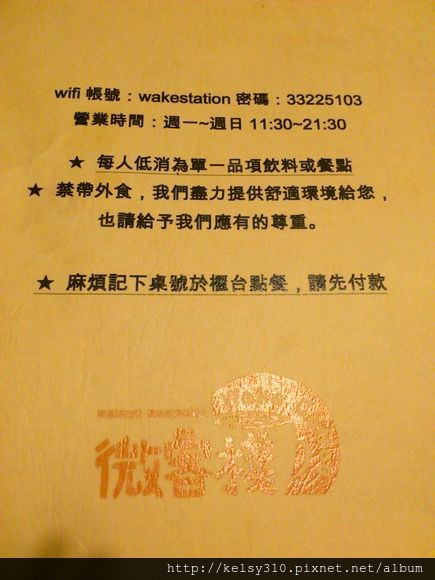 wifi 帳號：wakestation 密碼：33225103
營業時間：週一~週日 11:30~21:30
★ 每人低消為單一品項飲料或餐點
★ 禁帶外食，我們盡力提供舒適環境給您，
也請給予我們應有的尊重。
★ 麻煩記下桌號於櫃台點餐，請先付款
微客棧
http://kelsy310.pixnet.net/album